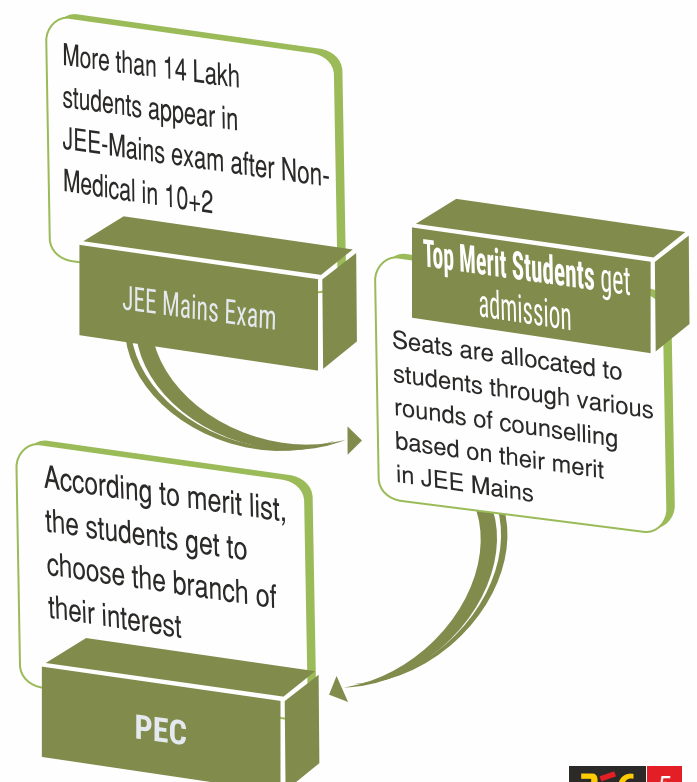 More than 14 Lakh
students appear in
JEE-Mains exam after Non-
Medical in 10+2
JEE Mains Exam
Top Merit Students get
admission
Seats are allocated to
students through various
rounds of counselling
based on their merit
in JEE Mains
According to merit list,
the students get to
choose the branch of
their interest
PEC